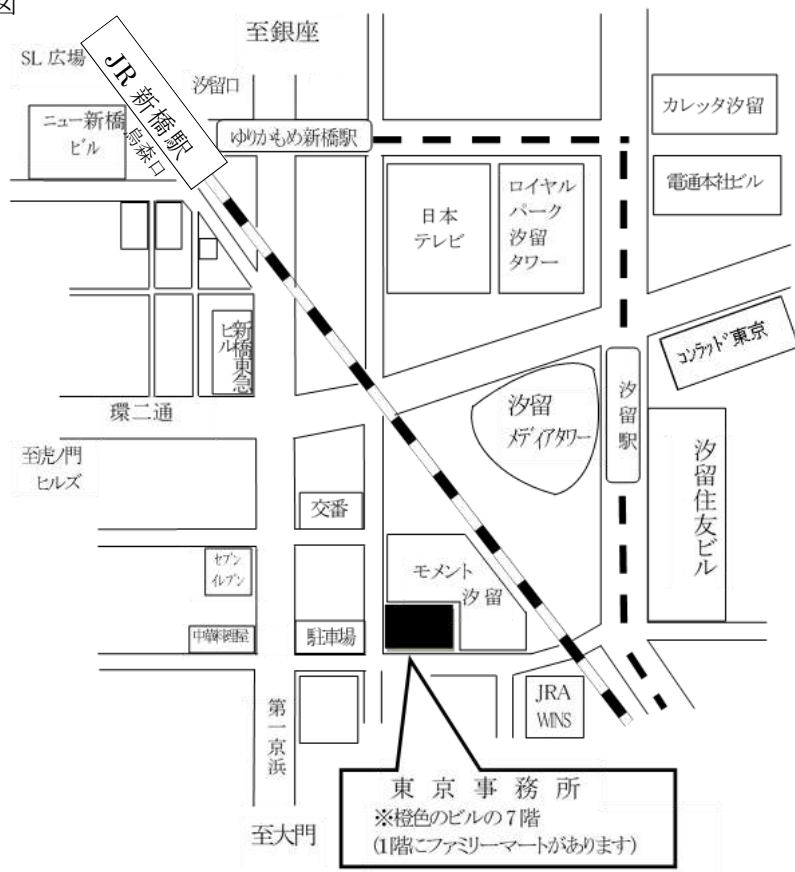 図
至銀座
SL 広場
JR 新橋駅
烏森口
汐留口
ニュー新橋
ビル
ゆりかもめ新橋駅
カレッタ汐留
電通本社ビル
日本
テレビ
ロイヤル
パーク
汐留
タワー
新橋東急
ビル
コンラッド東京
環二通
汐留
メディアタワー
汐留駅
至虎ノ門
ヒルズ
汐留住友ビル
交番
セブン
イレブン
モメント
汐留
中華料理屋
駐車場
第一京浜
JRA
WINS
東京事務所
※橙色のビルの7階
(1階にファミリーマートがあります)
至大門